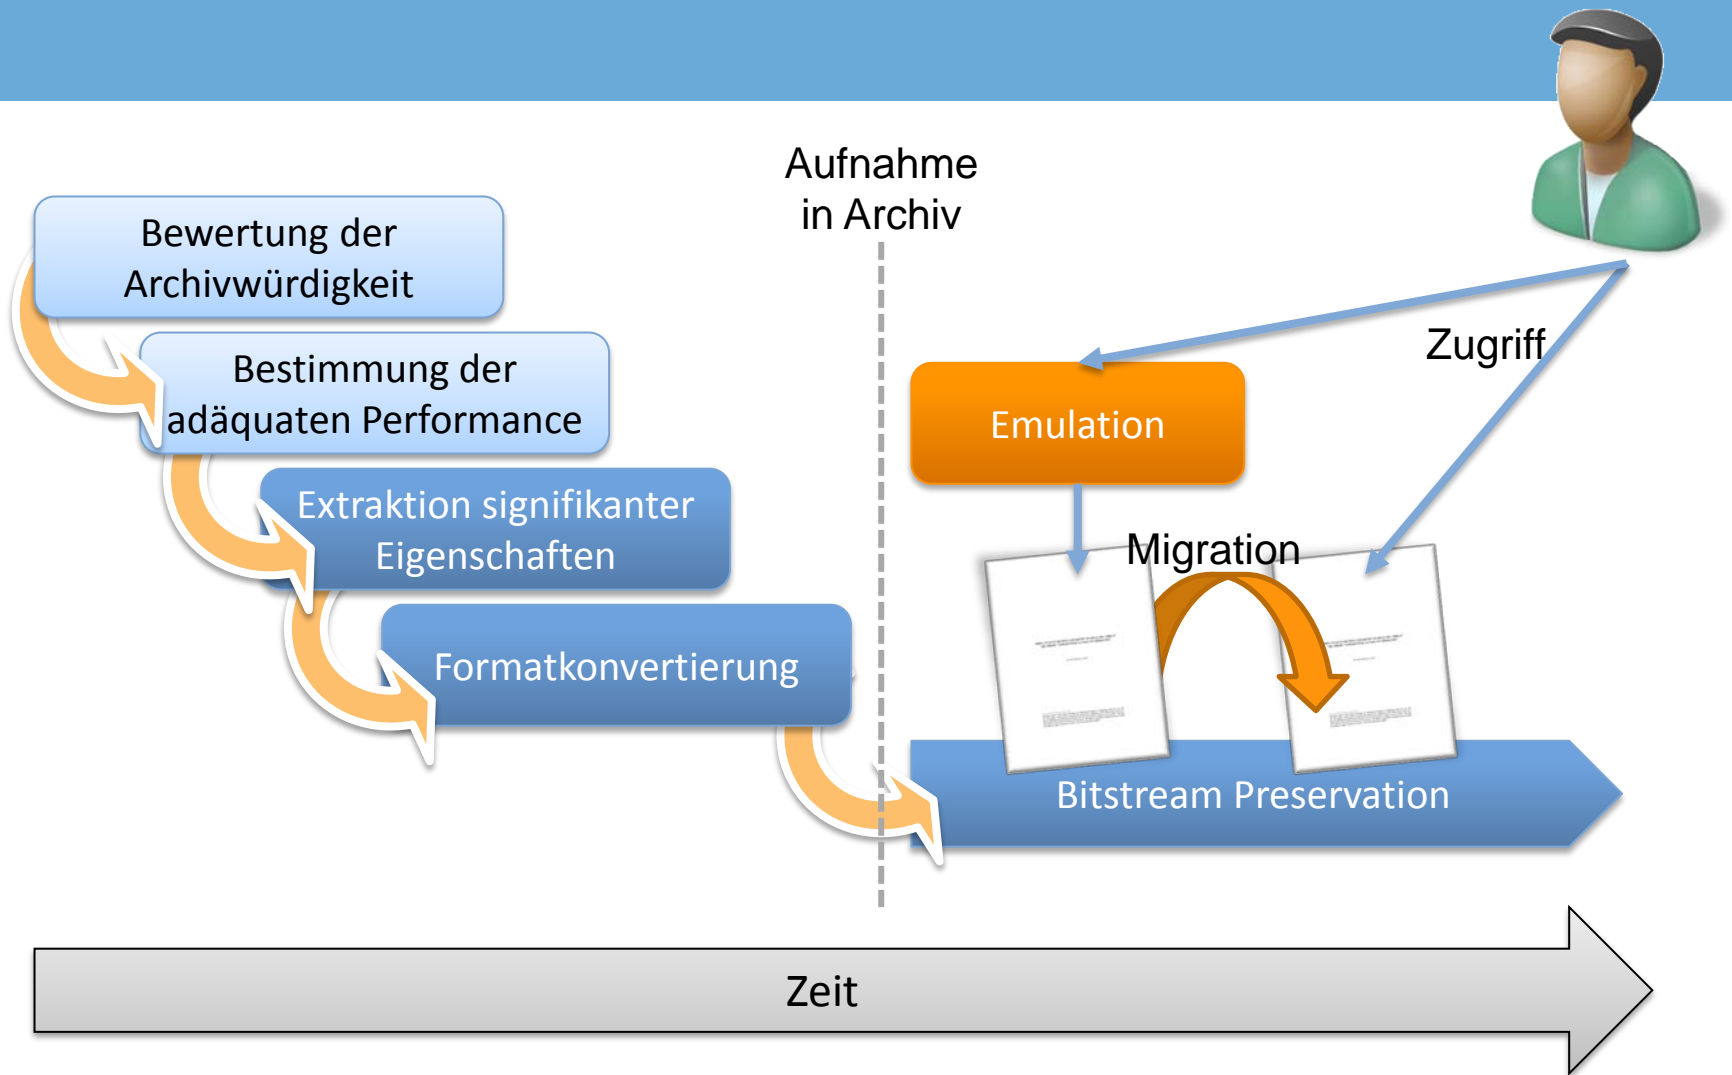 Aufnahme
in Archiv
Bewertung der
Archivwürdigkeit
Bestimmung der
adäquaten Performance
Extraktion signifikanter
Eigenschaften
Formatkonvertierung
Zugriff
Emulation
Migration
Bitstream Preservation
Zeit